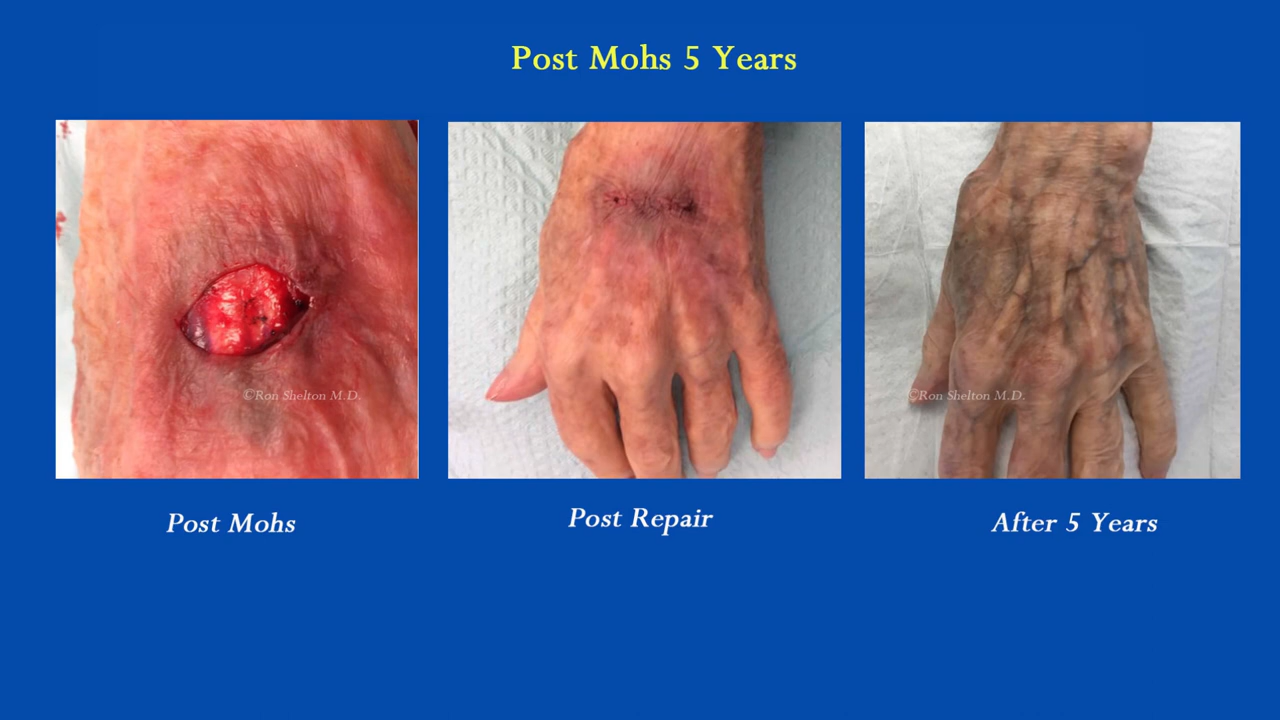 Post Mohs 5 Years
©Ron Shelton M.D.
©Ron Shelton M.D.
Post Mohs
Post Repair
After 5 Years